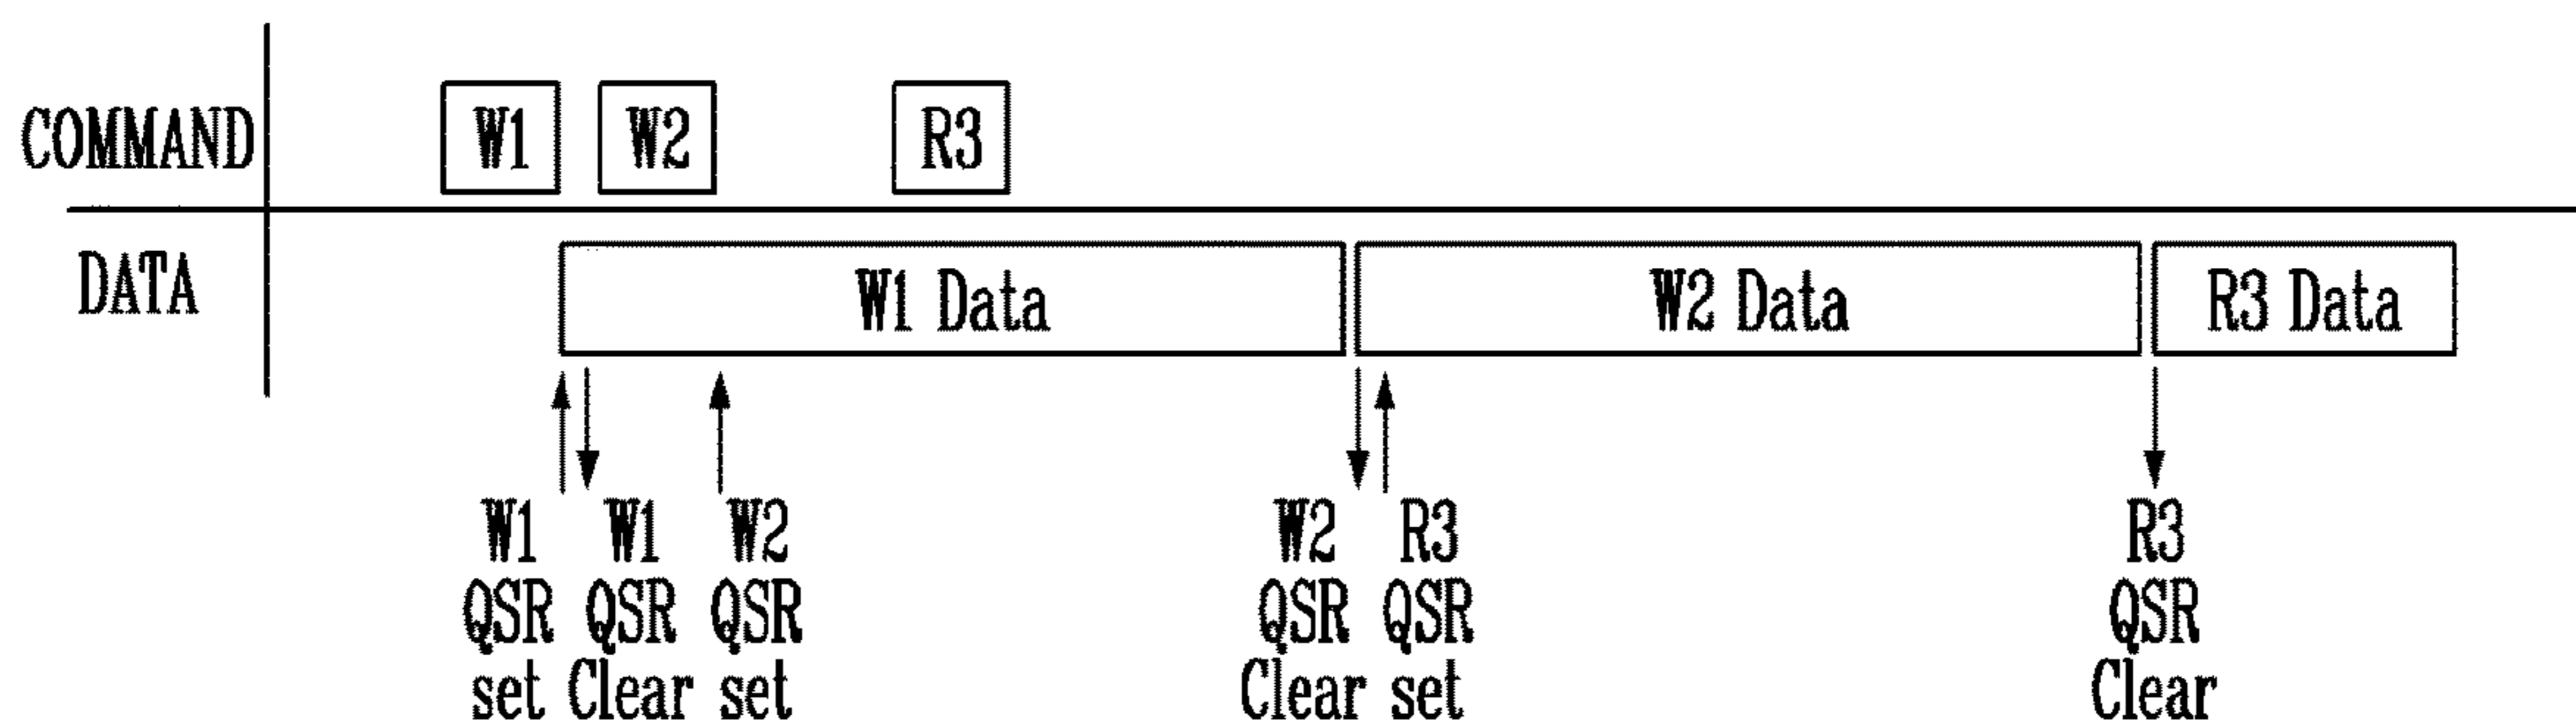 COMMAND W1 W2 R3
DATA W1 Data W2 Data R3 Data
W1 W1 W2 W2 R3 R3
QSR QSR QSR QSR QSR QSR
set Clear set Clear set Clear